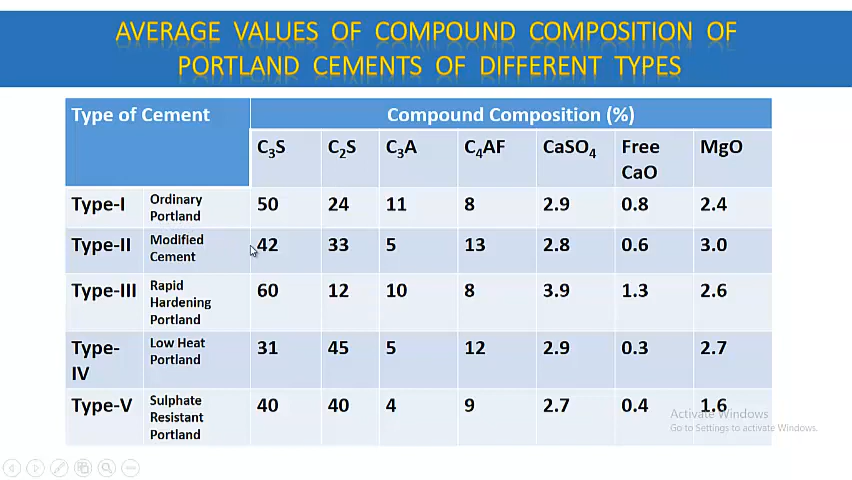 AVERAGE VALUES OF COMPOUND COMPOSITION OF
PORTLAND CEMENTS OF DIFFERENT TYPES
Type of Cement Compound Composition (%)
C₃S C₂S C₃A C₄AF CaSO₄ Free CaO MgO
Type-I Ordinary Portland 50 24 11 8 2.9 0.8 2.4
Type-II Modified Cement 42 33 5 13 2.8 0.6 3.0
Type-III Rapid Hardening Portland 60 12 10 8 3.9 1.3 2.6
Type-IV Low Heat Portland 31 45 5 12 2.9 0.3 2.7
Type-V Sulphate Resistant Portland 40 40 4 9 2.7 0.4 1.6
Activate Windows
Go to Settings to activate Windows.